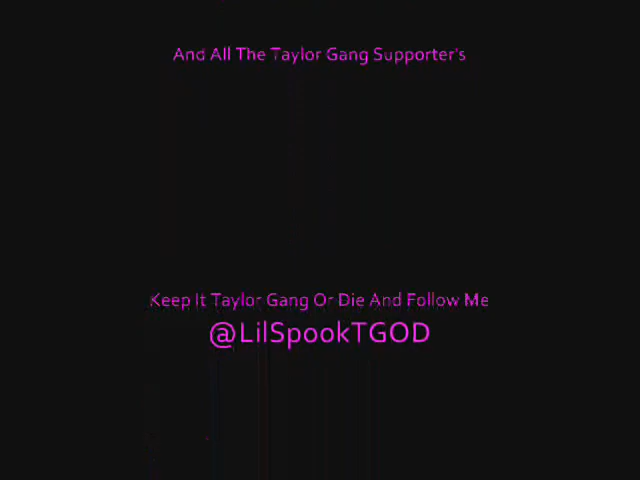 And All The Taylor Gang Supporter's
Keep It Taylor Gang Or Die And Follow Me
@LilSpookTGOD